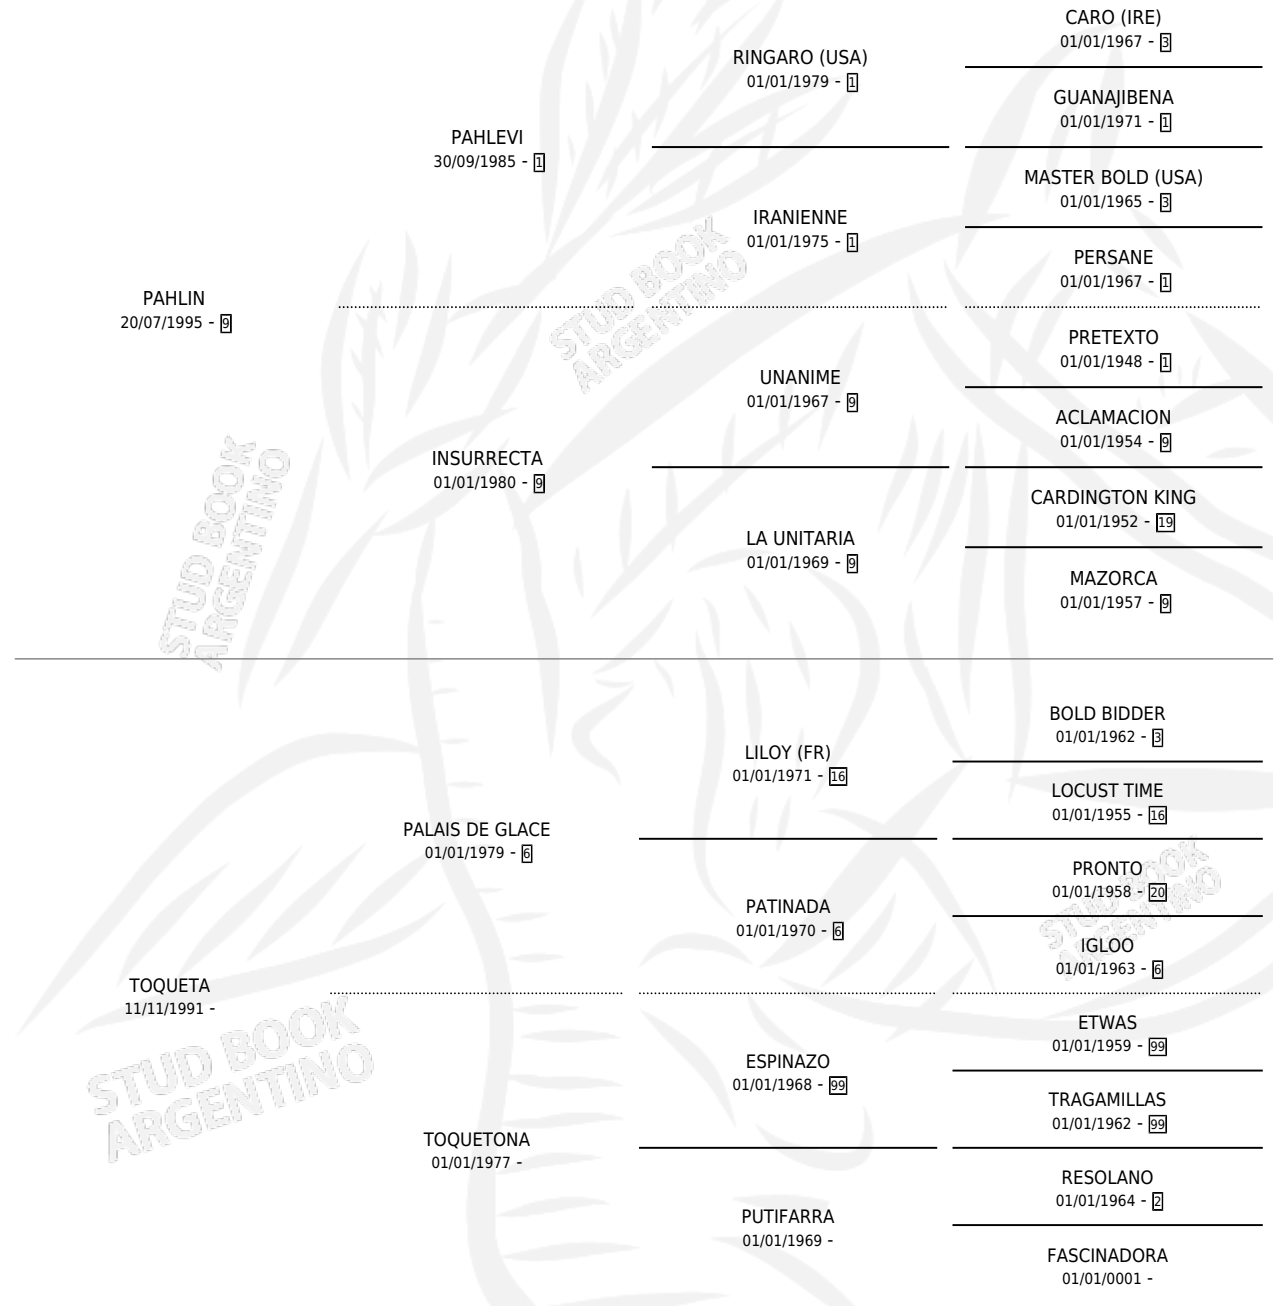 CARO (IRE)
01/01/1967 - 3
RINGARO (USA)
01/01/1979 - 1
GUANAJIBENA
01/01/1971 - 1
PAHLEVI
30/09/1985 - 1
MASTER BOLD (USA)
01/01/1965 - 3
IRANIENNE
01/01/1975 - 1
PERSANE
01/01/1967 - 1
PAHLIN
20/07/1995 - 9
PRETEXTO
01/01/1948 - 1
UNANIME
01/01/1967 - 9
ACLAMACION
01/01/1954 - 9
INSURRECTA
01/01/1980 - 9
CARDINGTON KING
01/01/1952 - 19
LA UNITARIA
01/01/1969 - 9
MAZORCA
01/01/1957 - 9
BOLD BIDDER
01/01/1962 - 3
LILOY (FR)
01/01/1971 - 16
LOCUST TIME
01/01/1955 - 16
PALAIS DE GLACE
01/01/1979 - 6
PRONTO
01/01/1958 - 20
PATINADA
01/01/1970 - 6
IGLOO
01/01/1963 - 6
TOQUETA
11/11/1991 -
ETWAS
01/01/1959 - 99
ESPINAZO
01/01/1968 - 99
TRAGAMILLAS
01/01/1962 - 99
TOQUETONA
01/01/1977 -
RESOLANO
01/01/1964 - 2
PUTIFARRA
01/01/1969 -
FASCINADORA
01/01/0001 -
STUD BOOK
ARGENTINO
STUD BOOK
ARGENTINO
STUD BOOK
ARGENTINO
STUD BOOK
ARGENTINO